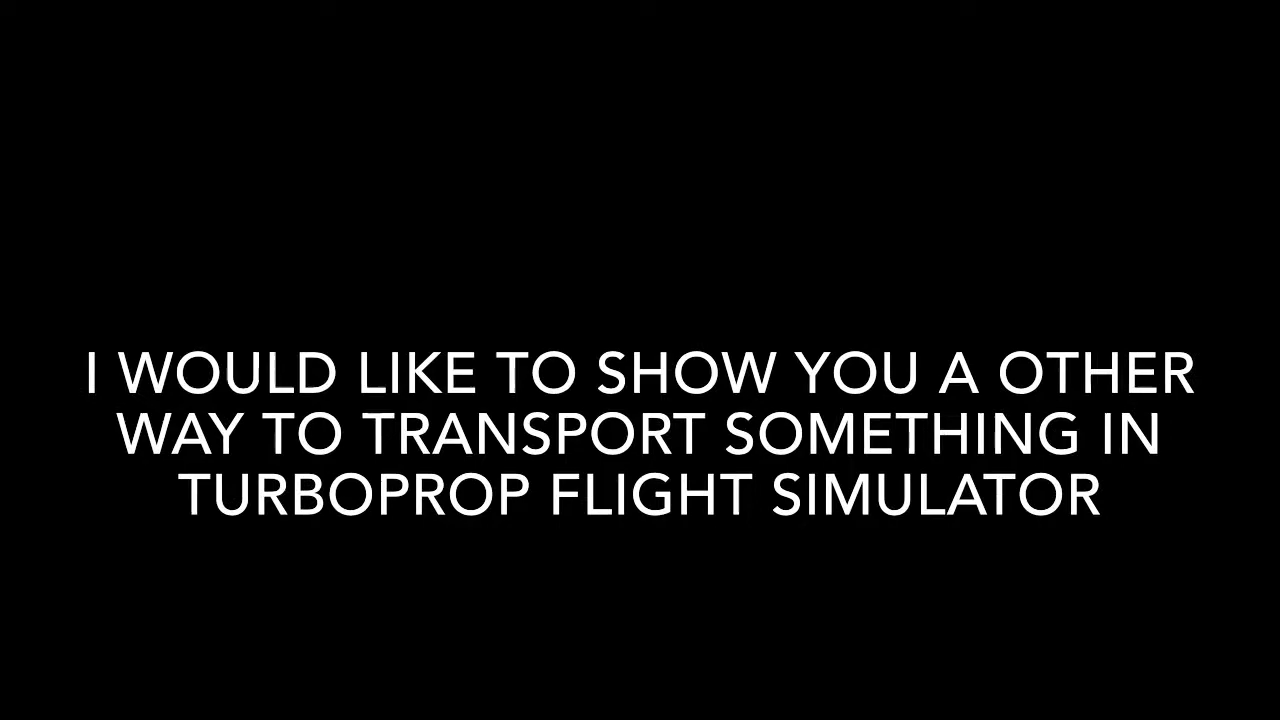 I WOULD LIKE TO SHOW YOU A OTHER
WAY TO TRANSPORT SOMETHING IN
TURBOPROP FLIGHT SIMULATOR